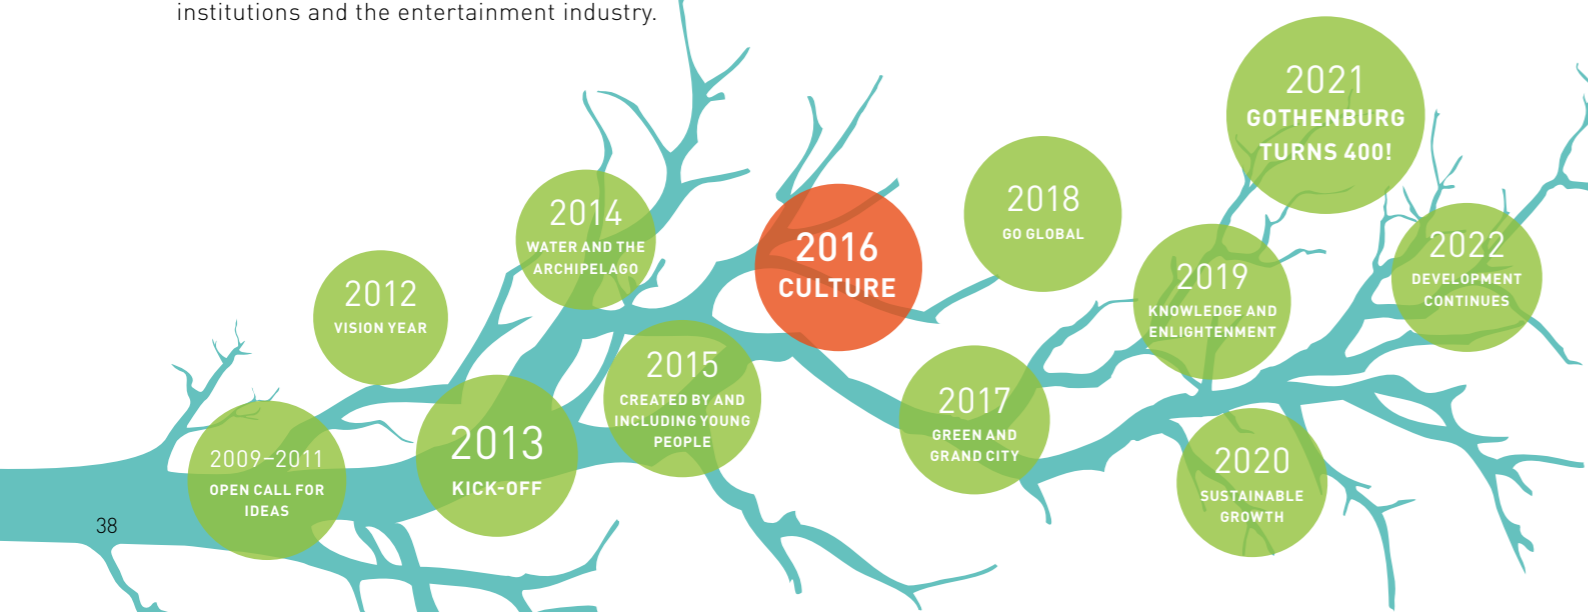 institutions and the entertainment industry.
2009–2011
OPEN CALL FOR
IDEAS
2012
VISION YEAR
2013
KICK-OFF
2014
WATER AND THE
ARCHIPELAGO
2015
CREATED BY AND
INCLUDING YOUNG
PEOPLE
2016
CULTURE
2017
GREEN AND
GRAND CITY
2018
GO GLOBAL
2019
KNOWLEDGE AND
ENLIGHTENMENT
2020
SUSTAINABLE
GROWTH
2021
GOTHENBURG
TURNS 400!
2022
DEVELOPMENT
CONTINUES
38